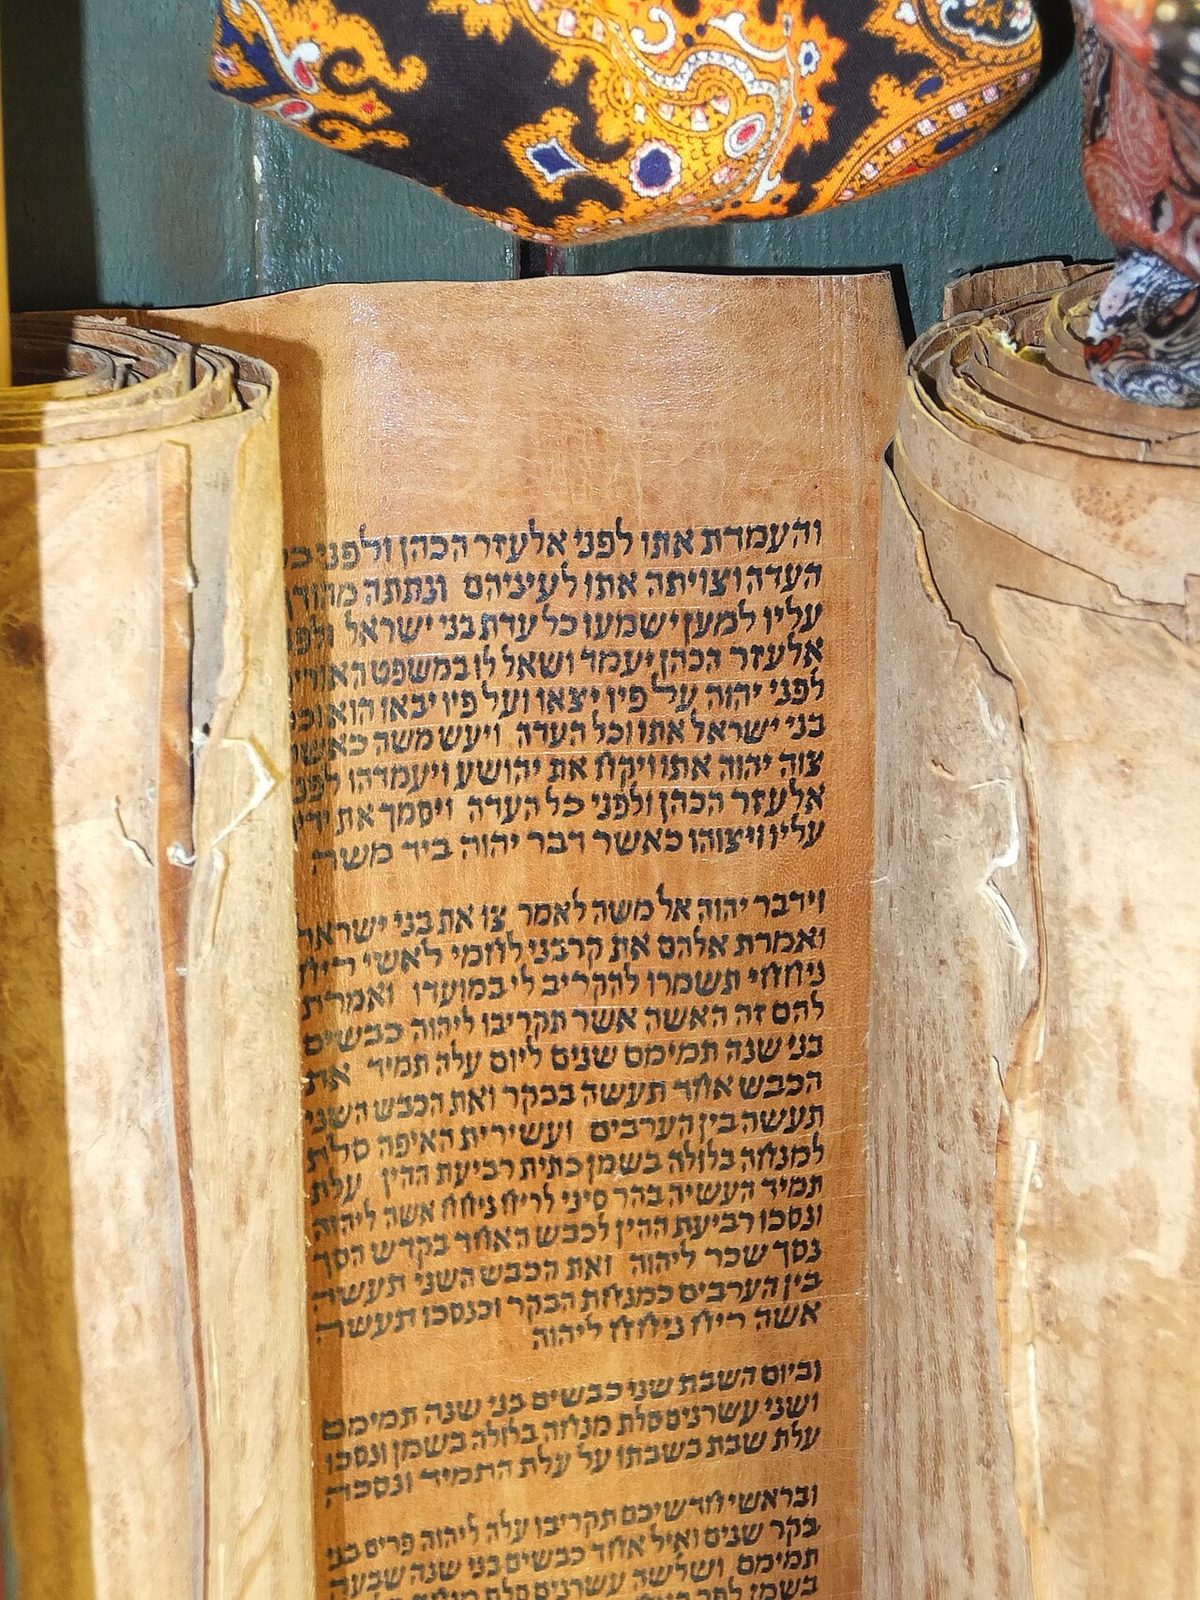 והעמדת אתו לפני אלעזר הכהן ולפני
העדה וצויתה אתו לעיניהם ונתתה
עליו למען ישמעו כל עדת בני ישראל
אלעזר הכהן יעמד ושאל לו במשפט
לפני יהוה על פיו יצאו ועל פיו יבאו הוא
בני ישראל אתו וכל העדה ויעש משה כאשר
צוה יהוה אתו ויקח את יהושע ויעמדהו
אלעזר הכהן ולפני כל העדה ויסמך את
עליו ויצוהו כאשר דבר יהוה ביד משה
וידבר יהוה אל משה לאמר צו את בני ישראל
ואמרת אלהם את קרבני לחמי לאשי ריח
ניחחי תשמרו להקריב לי במועדו ואמרת
להם זה האשה אשר תקריבו ליהוה כבשים
בני שנה תמימם שנים ליום עלה תמיד את
הכבש אחד תעשה בבקר ואת הכבש השני
תעשה בין הערבים ועשירית האיפה סלת
למנחה בלולה בשמן כתית רביעת ההין עלת
תמיד העשיה בהר סיני לריח ניחח אשה ליהוה
ונסכו רביעת ההין לכבש האחד בקדש הסך
נסך שכר ליהוה ואת הכבש השני תעשה
בין הערבים כמנחת הבקר וכנסכו תעשה
אשה ריח ניחח ליהוה
וביום השבת שני כבשים בני שנה תמימם
ושני עשרנים סלת מנחה בלולה בשמן ונסכו
עלת שבת בשבתו על עלת התמיד ונסכה
ובראשי חדשיכם תקריבו עלה ליהוה פרים בני
בקר שנים ואיל אחד כבשים בני שנה שבעה
תמימם ושלשה עשרנים סלת
בשמן